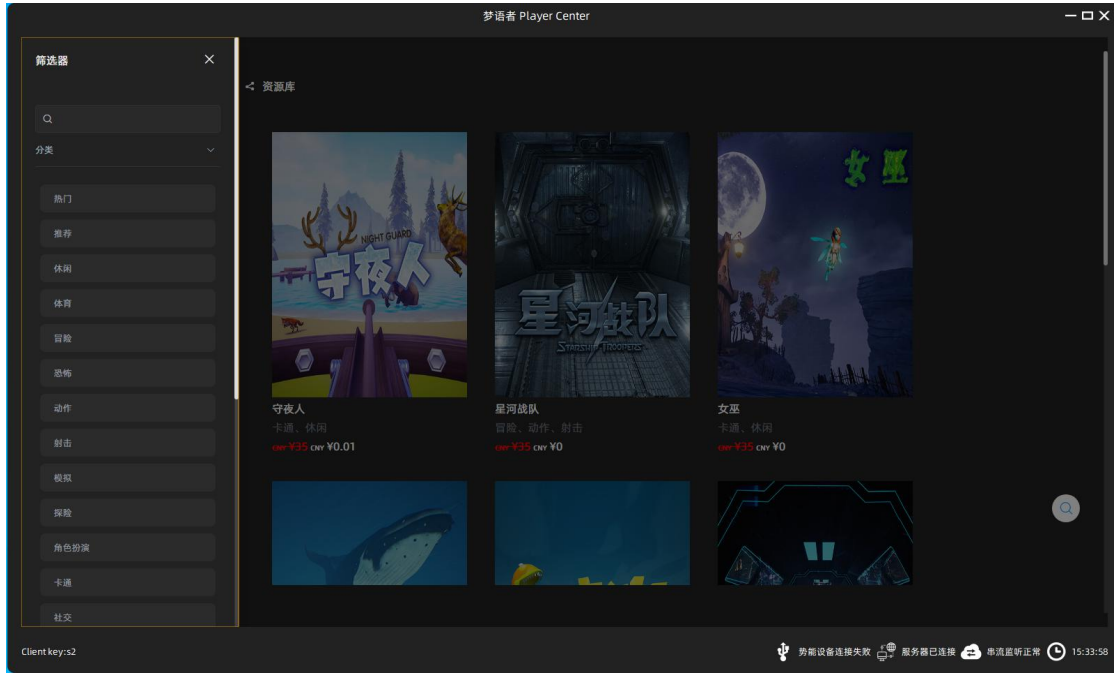 梦语者 Player Center
筛选器
分类
热门
推荐
休闲
体育
冒险
恐怖
动作
射击
模拟
探险
角色扮演
卡通
社交
资源库
NIGHT GUARD
守夜人
守夜人
卡通、休闲
CNY ¥35 CNY ¥0.01
星河战队
STARSHIP TROOPERS
星河战队
冒险、动作、射击
CNY ¥35 CNY ¥0
女巫
女巫
卡通、休闲
CNY ¥35 CNY ¥0
Client key:s2
势能设备连接失败 服务器已连接 串流监听正常 15:33:58